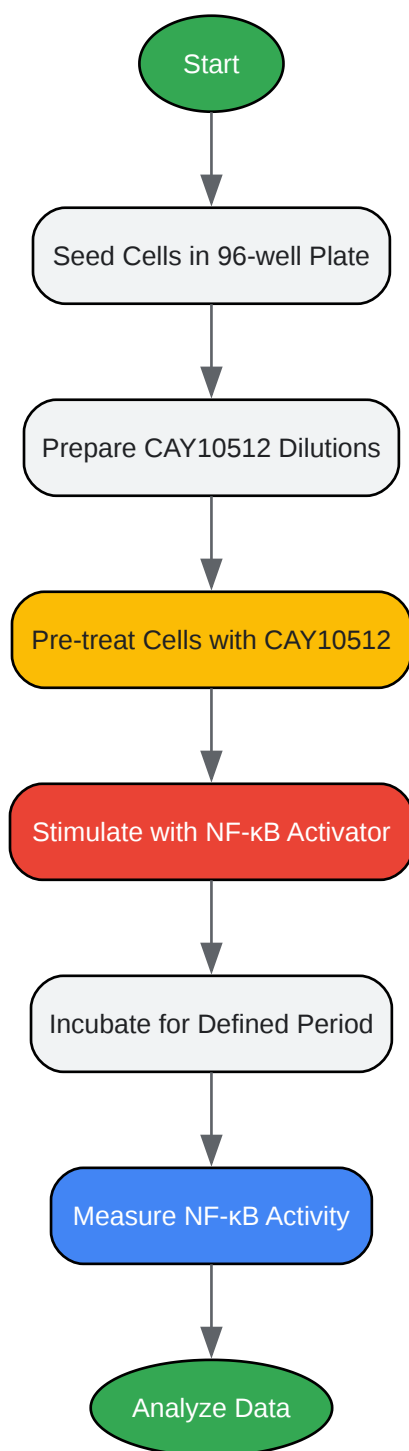 Start
Seed Cells in 96-well Plate
Prepare CAY10512 Dilutions
Pre-treat Cells with CAY10512
Stimulate with NF-κB Activator
Incubate for Defined Period
Measure NF-κB Activity
Analyze Data